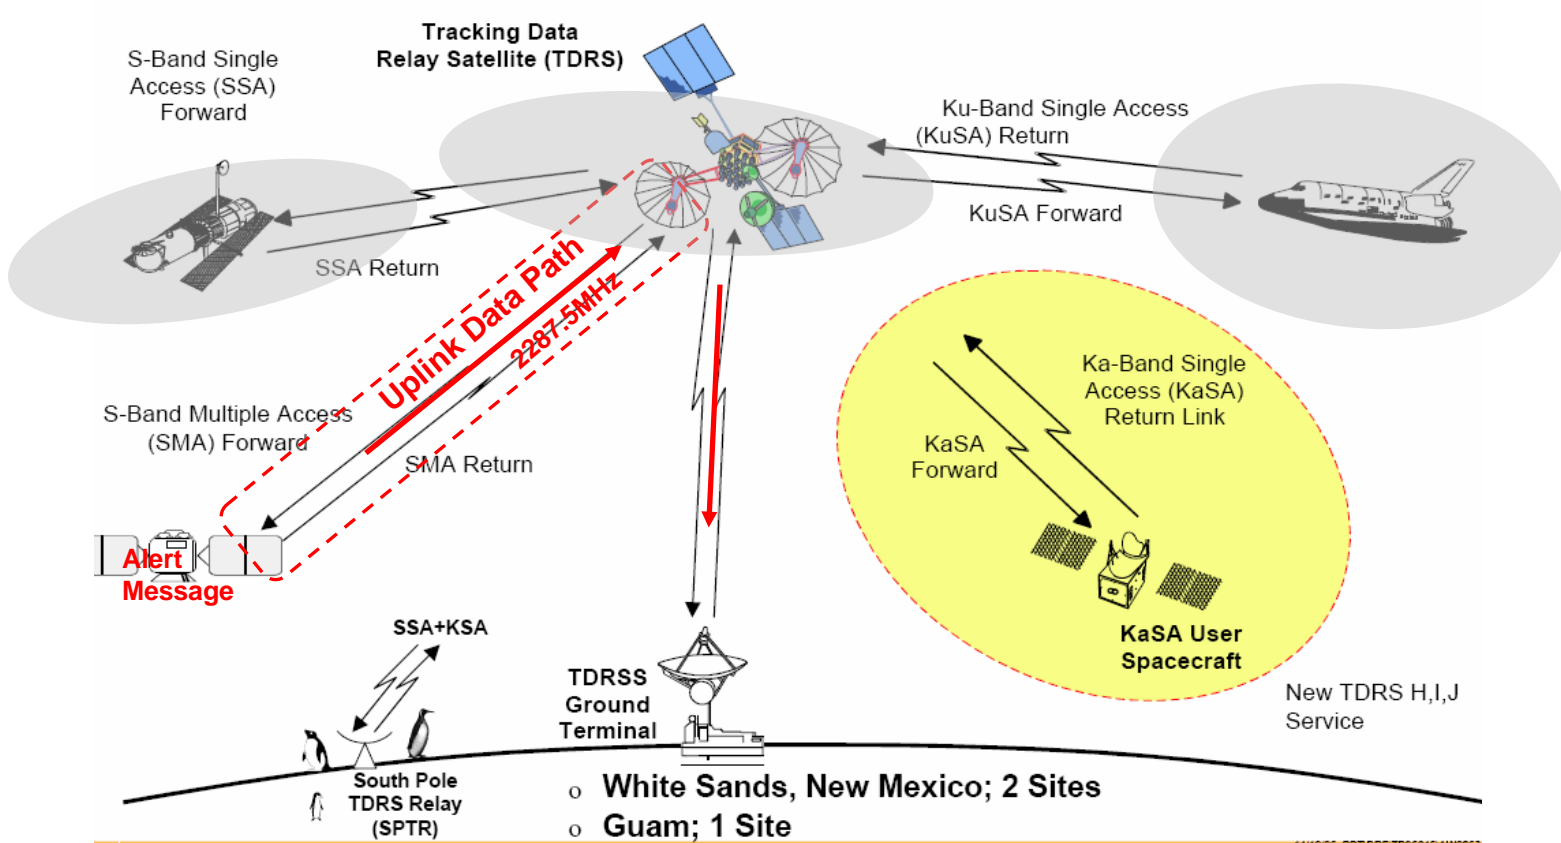 Tracking Data
Relay Satellite (TDRS)
S-Band Single
Access (SSA)
Forward
Ku-Band Single Access
(KuSA) Return
KuSA Forward
SSA Return
Uplink Data Path
2287.5MHz
S-Band Multiple Access
(SMA) Forward
SMA Return
Ka-Band Single
Access (KaSA)
Return Link
KaSA
Forward
Alert
Message
SSA+KSA
KaSA User
Spacecraft
TDRSS
Ground
Terminal
New TDRS H,I,J
Service
South Pole
TDRS Relay
(SPTR)
o White Sands, New Mexico; 2 Sites
o Guam; 1 Site